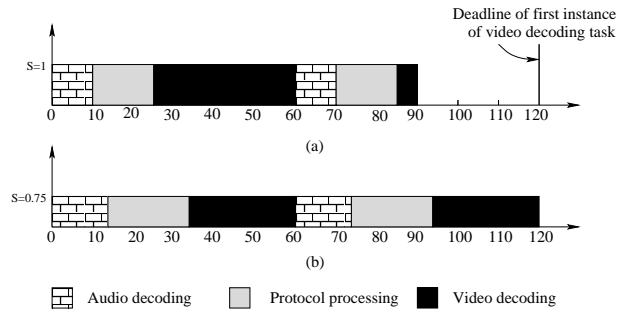 Deadline of first instance
of video decoding task
S=1
0 10 20 30 40 50 60 70 80 90 100 110 120
(a)
S=0.75
0 10 20 30 40 50 60 70 80 90 100 110 120
(b)
Audio decoding Protocol processing Video decoding